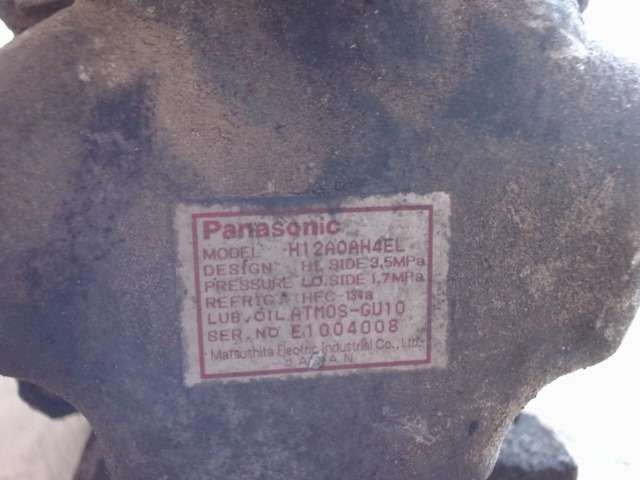 Panasonic
MODEL H12A0AH4EL
DESIGN HI.SIDE 3.5MPa
PRESSURE LO.SIDE 1.7MPa
REFRIG. HFC-134a
LUB.OIL ATMOS-GU10
SER.NO E1004008
Matsushita Electric Industrial Co.,Ltd.
JAPAN